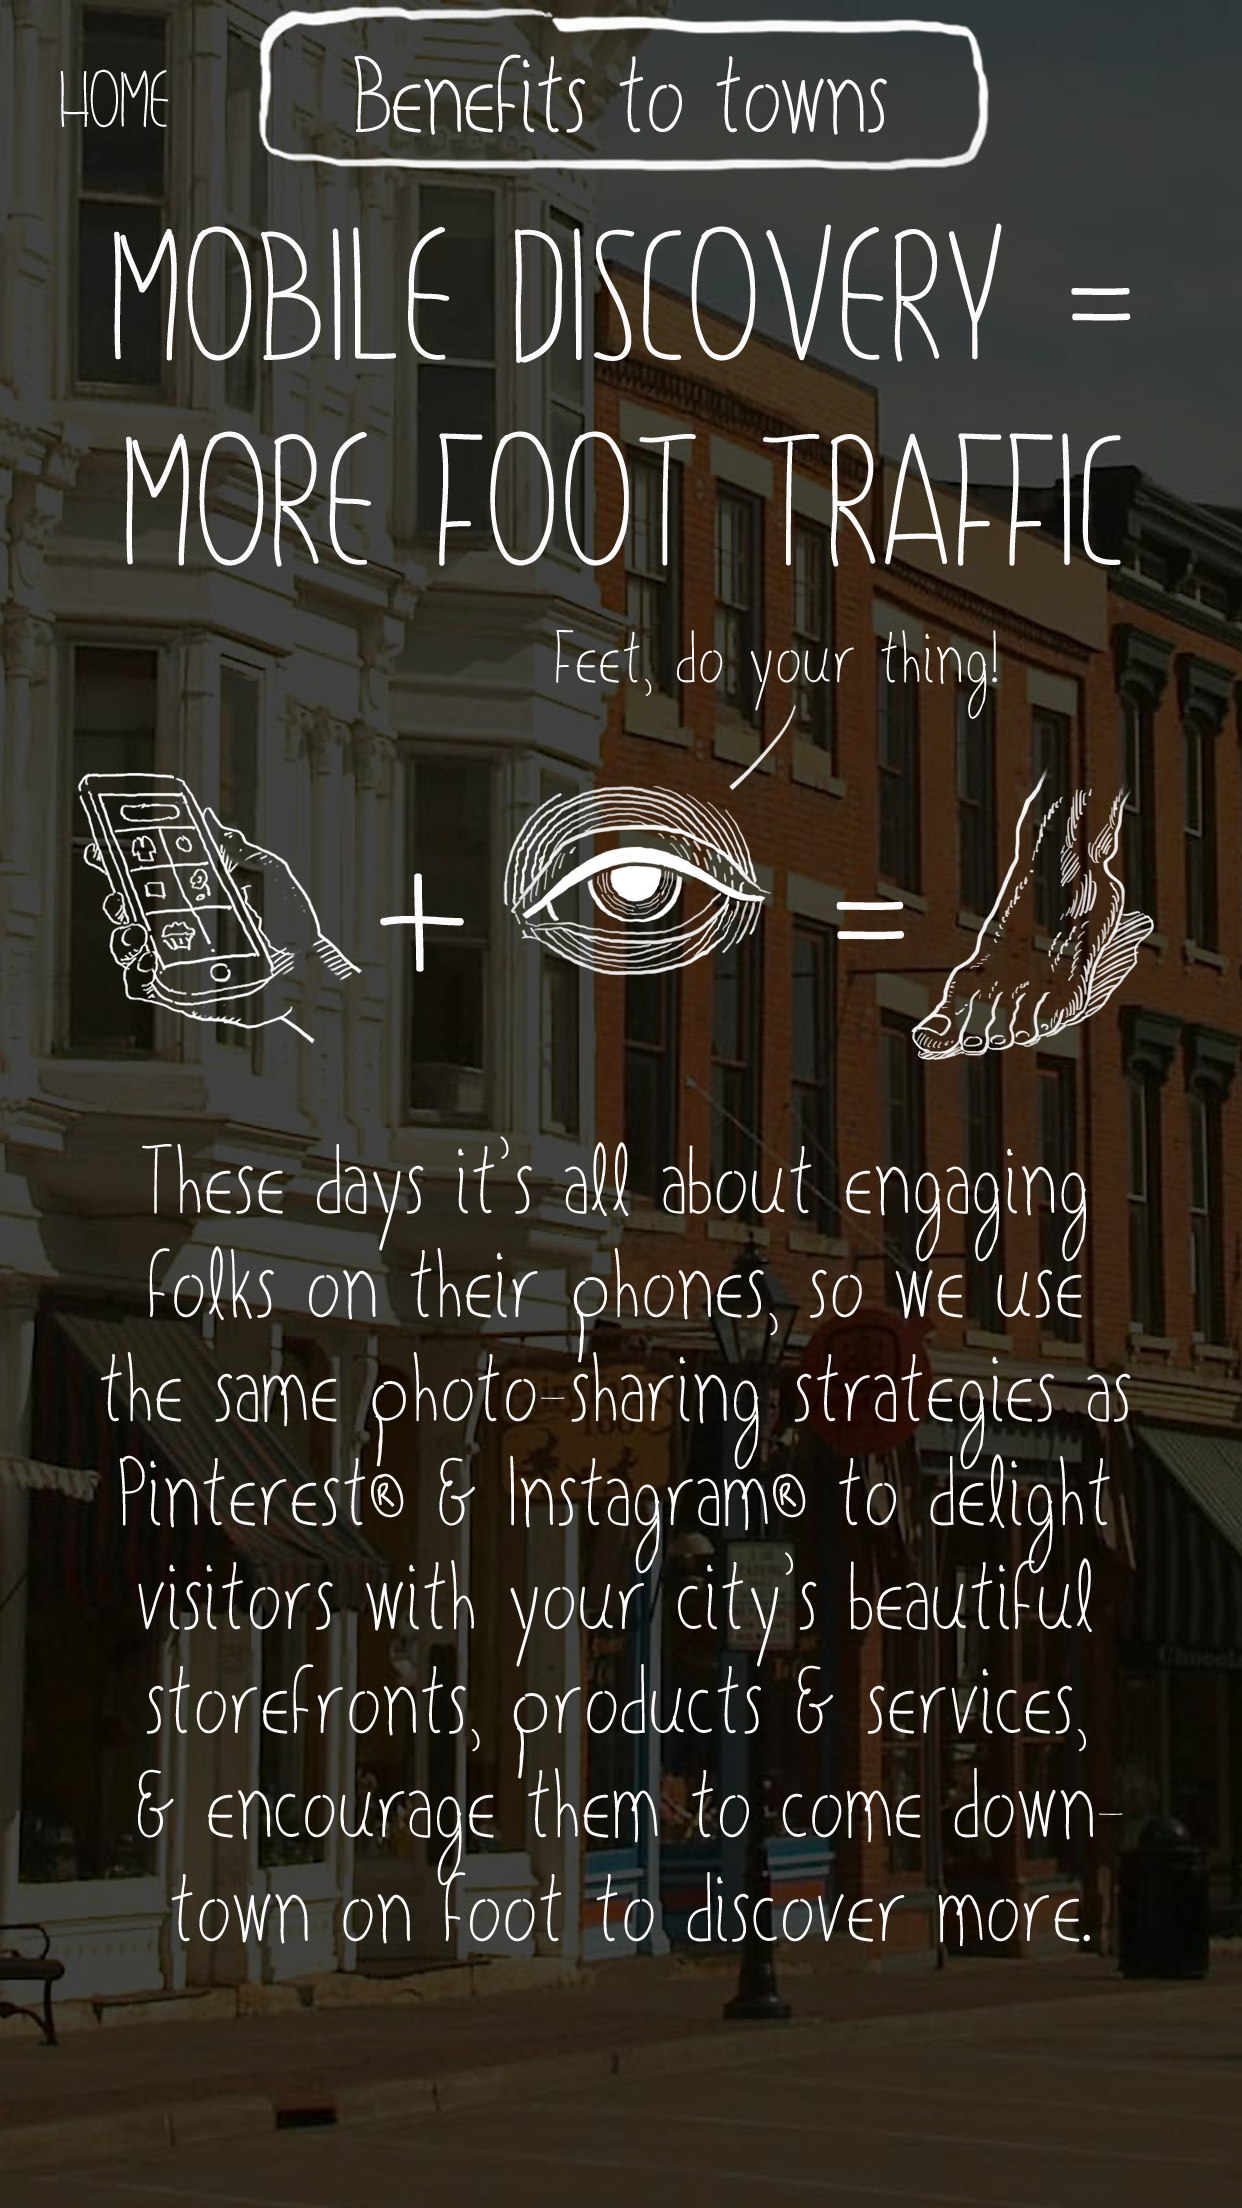 HOME
Benefits to towns
MOBILE DISCOVERY =
MORE FOOT TRAFFIC
Feet, do your thing!
+ =
These days it's all about engaging
folks on their phones, so we use
the same photo-sharing strategies as
Pinterest® & Instagram® to delight
visitors with your city's beautiful
storefronts, products & services,
& encourage them to come down-
town on foot to discover more.